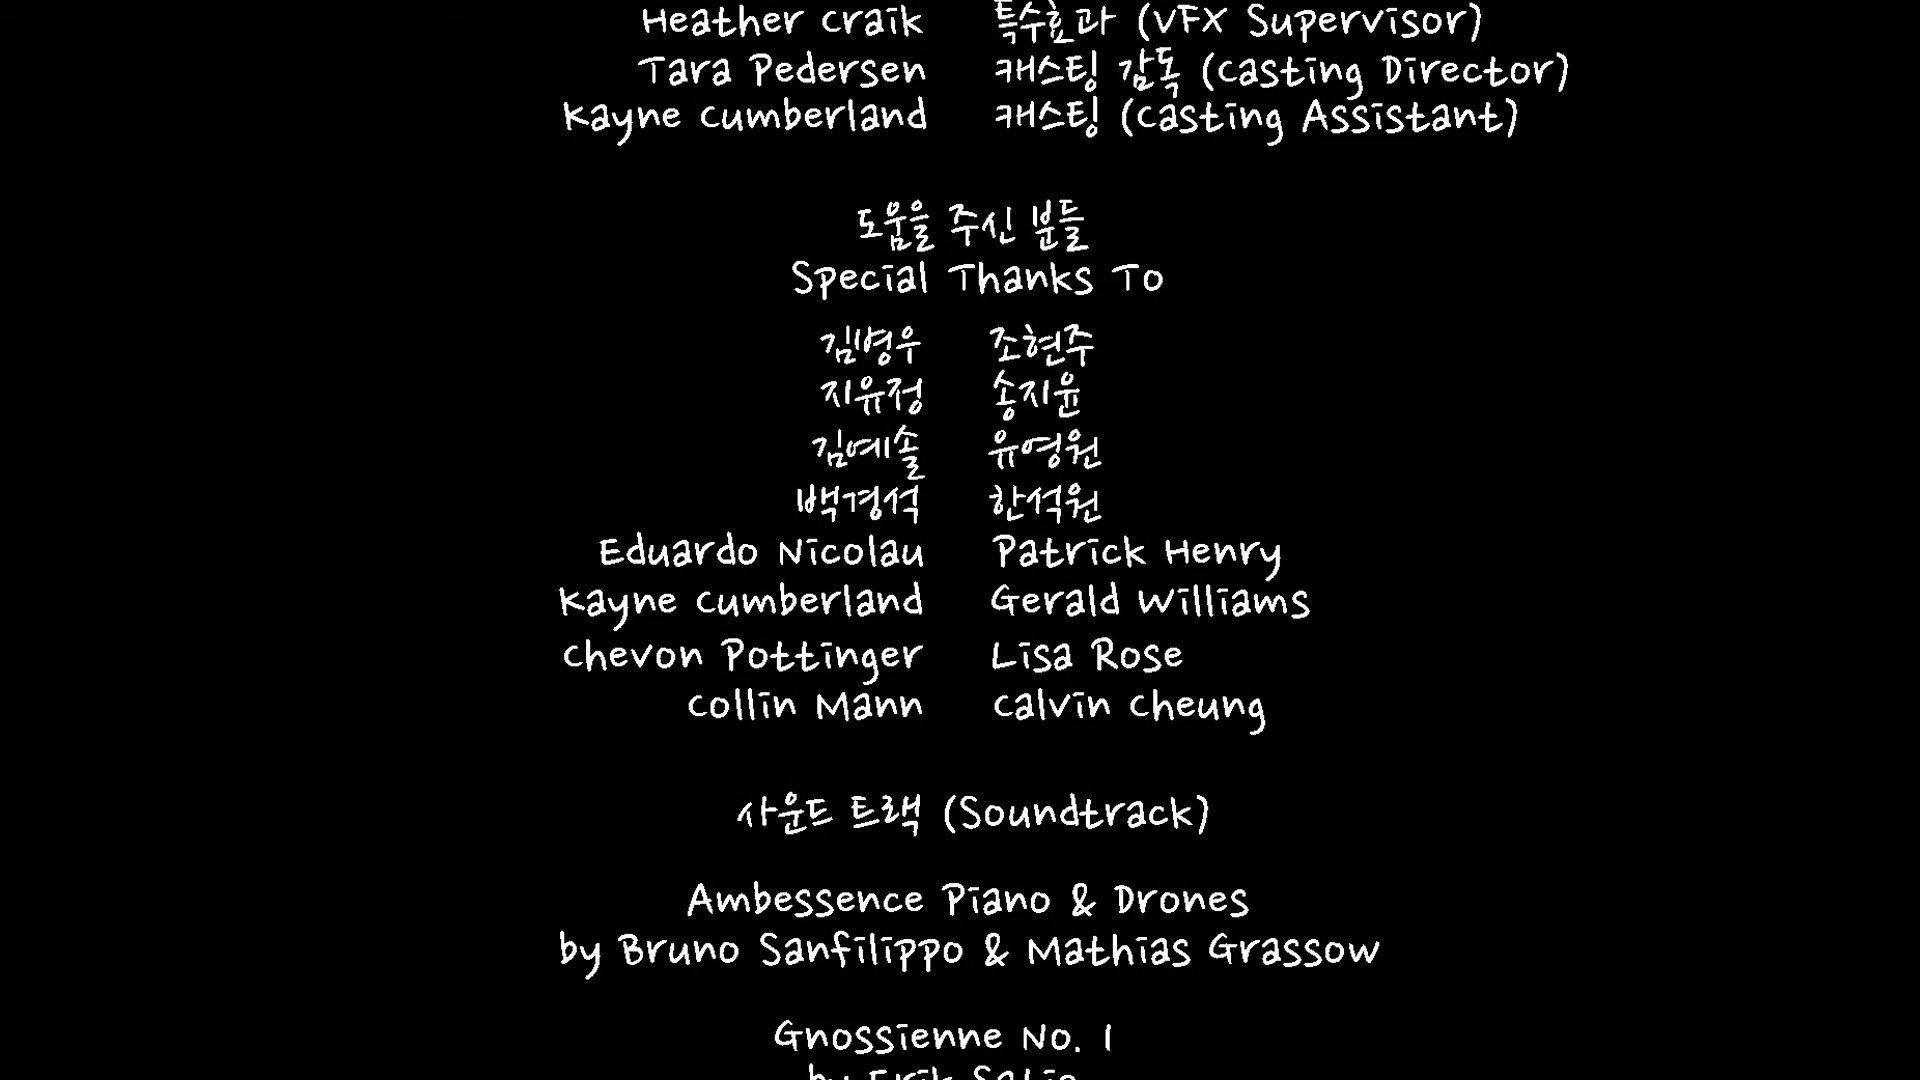 Heather Craik 특수효과 (VFX Supervisor)
Tara Pedersen 캐스팅 감독 (Casting Director)
Kayne Cumberland 캐스팅 (Casting Assistant)
도움을 주신 분들
Special Thanks To
김병우 조현주
지유정 송지윤
김예솔 유영원
백경석 한석원
Eduardo Nicolau Patrick Henry
Kayne Cumberland Gerald Williams
Chevon Pottinger Lisa Rose
Collin Mann Calvin Cheung
사운드 트랙 (Soundtrack)
Ambessence Piano & Drones
by Bruno Sanfilippo & Mathias Grassow
Gnossienne No. 1
by Erik Satie